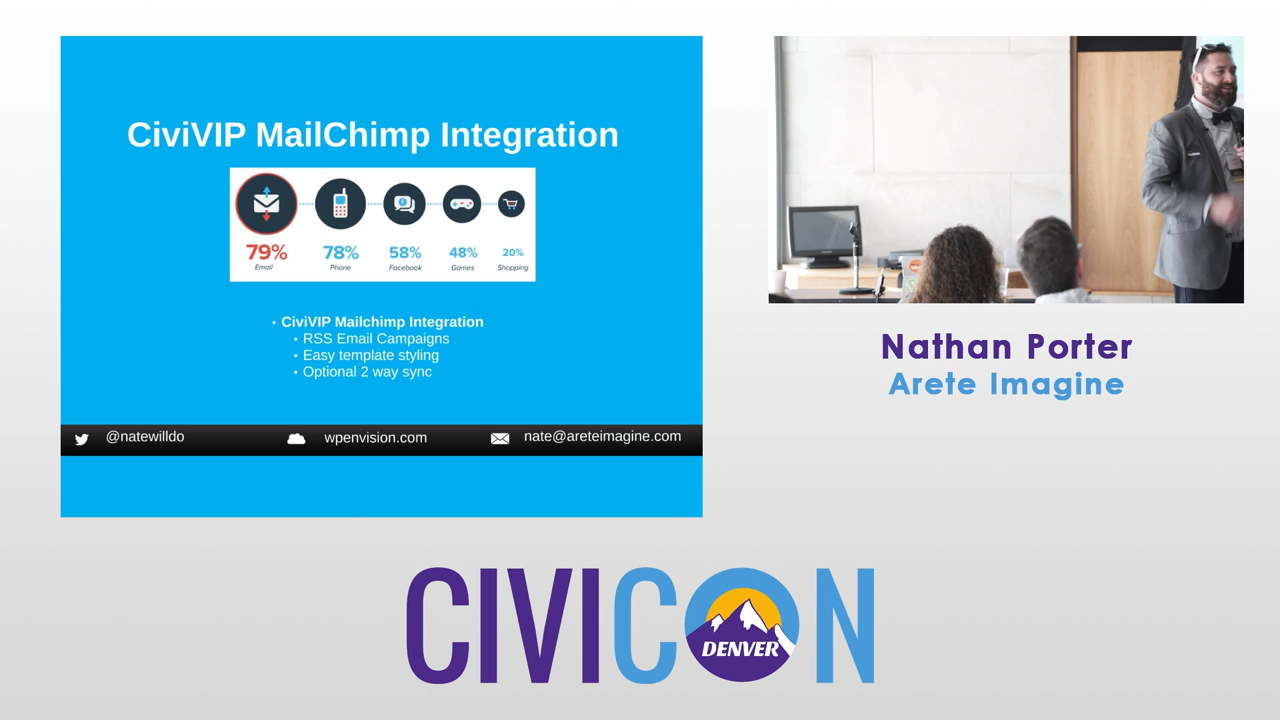 CiviVIP MailChimp Integration
79% 78% 58% 48% 20%
Email Phone Facebook Games Shopping
• CiviVIP Mailchimp Integration
• RSS Email Campaigns
• Easy template styling
• Optional 2 way sync
@natewilldo wpenvision.com nate@areteimagine.com
Nathan Porter
Arete Imagine
CIVICON
DENVER